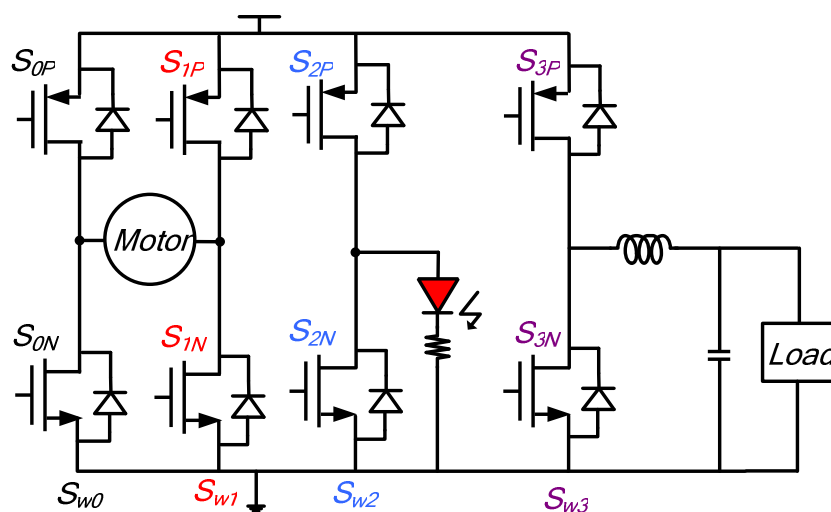 S0P
S1P
S2P
S3P
Motor
S0N
S1N
S2N
S3N
Load
Sw0
Sw1
Sw2
Sw3